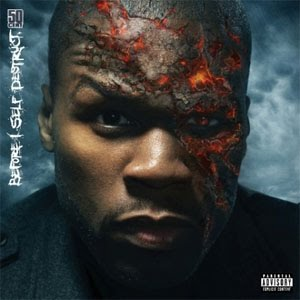 50
CENT
BEFORE I SELF DESTRUCT
PARENTAL
ADVISORY
EXPLICIT CONTENT